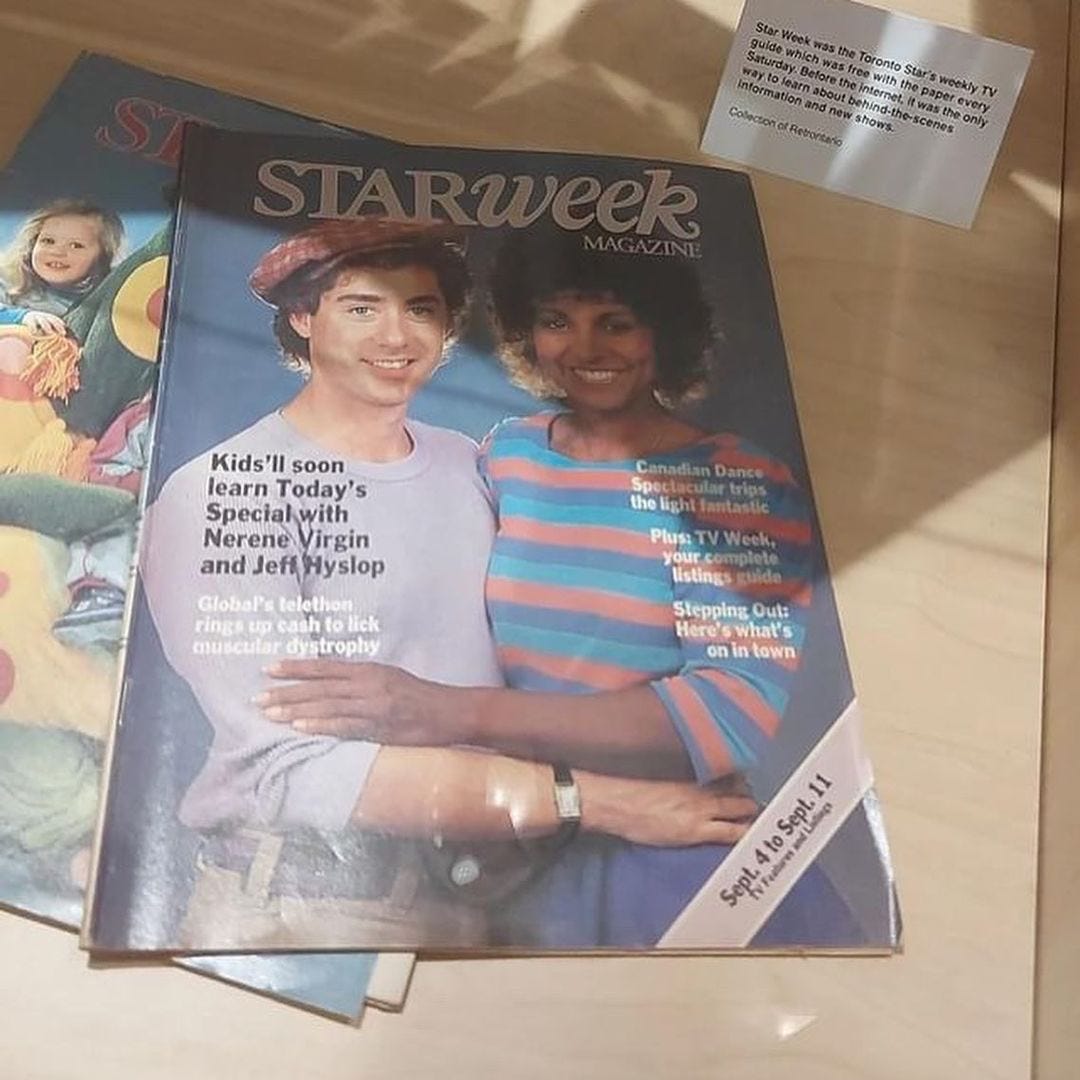 Star Week was the Toronto Star's weekly TV
guide which was free with the paper every
Saturday. Before the internet, it was the only
way to learn about behind-the-scenes
information and new shows.
Collection of Retrontario
ST
STARweek
MAGAZINE
Kids'll soon
learn Today's
Special with
Nerene Virgin
and Jeff Hyslop
Global's telethon
rings up cash to lick
muscular dystrophy
Canadian Dance
Spectacular trips
the light fantastic
Plus: TV Week,
your complete
listings guide
Stepping Out:
Here's what's
on in town
Sept. 4 to Sept. 11
TV Features and Listings